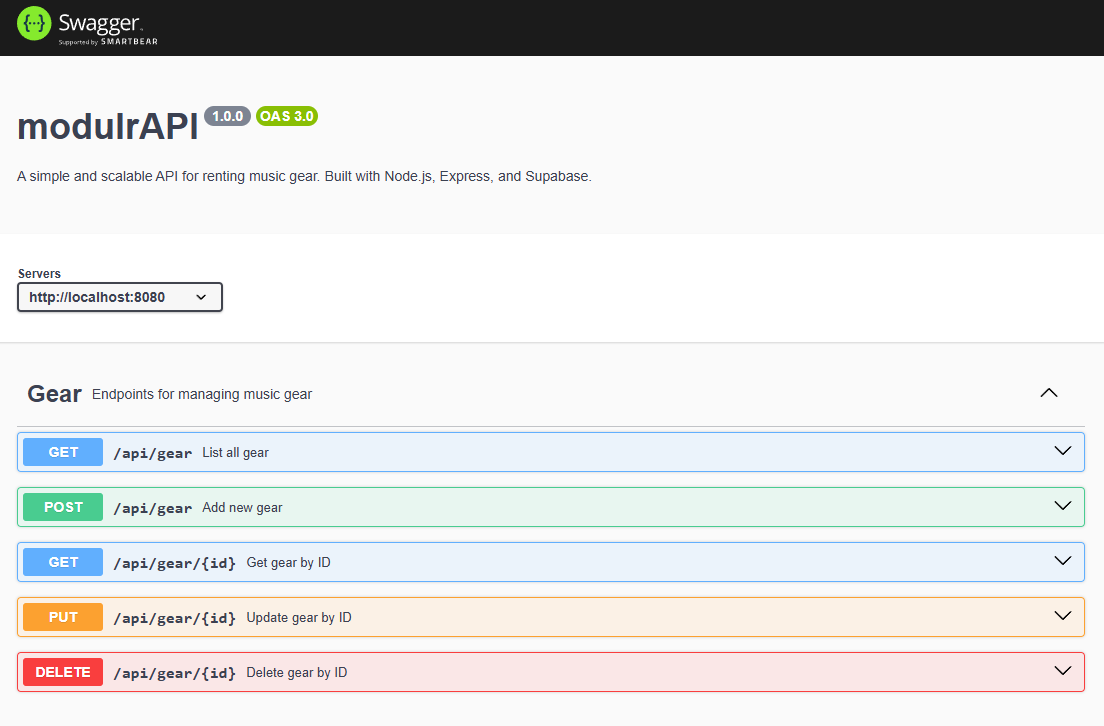 Swagger
Supported by SMARTBEAR
modulrAPI 1.0.0 OAS 3.0
A simple and scalable API for renting music gear. Built with Node.js, Express, and Supabase.
Servers
http://localhost:8080
Gear Endpoints for managing music gear
GET /api/gear List all gear
POST /api/gear Add new gear
GET /api/gear/{id} Get gear by ID
PUT /api/gear/{id} Update gear by ID
DELETE /api/gear/{id} Delete gear by ID